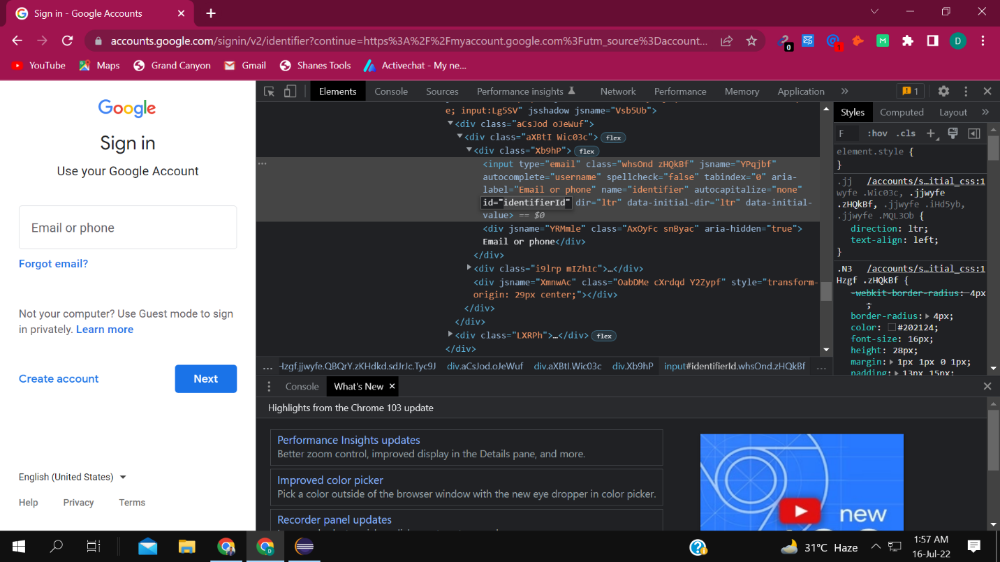 Sign in - Google Accounts
accounts.google.com/signin/v2/identifier?continue=https%3A%2F%2Fmyaccount.google.com%3Futm_source%3Daccount...
0
1
D
YouTube
Maps
Grand Canyon
Gmail
Shanes Tools
Activechat - My ne...
Google
Sign in
Use your Google Account
Email or phone
Forgot email?
Not your computer? Use Guest mode to sign
in privately. Learn more
Create account
Next
English (United States)
Help
Privacy
Terms
Elements Console Sources Performance insights Network Performance Memory Application » 1
e; input:Lg5SV" jsshadow jsname="Vsb5Ub">
<div class="aCsJod oJeWuf">
<div class="aXBtI Wic03c"> flex
<div class="Xb9hP"> flex
<input type="email" class="whsOnd zHQkBf" jsname="YPqjbf"
autocomplete="username" spellcheck="false" tabindex="0" aria-
label="Email or phone" name="identifier" autocapitalize="none"
id="identifierId" dir="ltr" data-initial-dir="ltr" data-initial-
value> == $0
<div jsname="YRMmle" class="AxOyFc snByac" aria-hidden="true">
Email or phone</div>
</div>
<div class="i9lrp mIZh1c">…</div>
<div jsname="XmnwAc" class="OabDMe cXrdqd Y2Zypf" style="transform-
origin: 29px center;"></div>
</div>
</div>
<div class="LXRPh">…</div> flex
</div>
... Hzgf.jjwyfe.QBQrY.zKHdkd.sdJrJc.Tyc9J div.aCsJod.oJeWuf div.aXBtI.Wic03c div.Xb9hP input#identifierId.whsOnd.zHQkBf ...
Styles Computed Layout »
F :hov .cls +
element.style {
}
.jj /accounts/s…itial_css:1
wyfe .Wic03c, .jjwyfe
.zHQkBf, .jjwyfe .iHd5yb,
.jjwyfe .MQL3Ob {
direction: ltr;
text-align: left;
}
.N3 /accounts/s…itial_css:1
Hzgf .zHQkBf {
-webkit-border-radius: 4px
;
border-radius: 4px;
color: #202124;
font-size: 16px;
height: 28px;
margin: 1px 1px 0 1px;
padding: 13px 15px;
Console What's New
Highlights from the Chrome 103 update
Performance Insights updates
Better zoom control, improved display in the Details pane, and more.
Improved color picker
Pick a color outside of the browser window with the new eye dropper in color picker.
Recorder panel updates
new
D
31°C Haze
1:57 AM
16-Jul-22